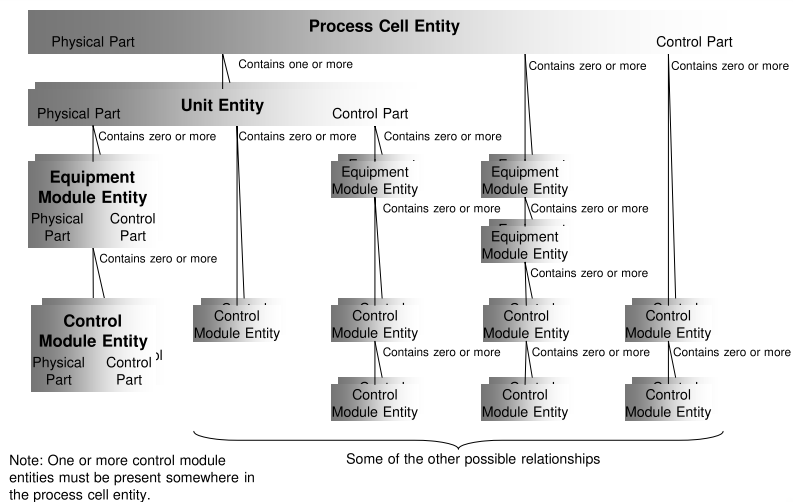 Process Cell Entity
Physical Part
Control Part
Contains one or more
Contains zero or more
Contains zero or more
Unit Entity
Physical Part
Control Part
Contains zero or more
Contains zero or more
Contains zero or more
Equipment
Module Entity
Physical
Part
Control
Part
Equipment
Module Entity
Equipment
Module Entity
Contains zero or more
Contains zero or more
Equipment
Module Entity
Contains zero or more
Contains zero or more
Control
Module Entity
Physical
Part
Control
Part
Control
Module Entity
Control
Module Entity
Control
Module Entity
Control
Module Entity
Contains zero or more
Contains zero or more
Contains zero or more
Control
Module Entity
Control
Module Entity
Control
Module Entity
Some of the other possible relationships
Note: One or more control module
entities must be present somewhere in
the process cell entity.